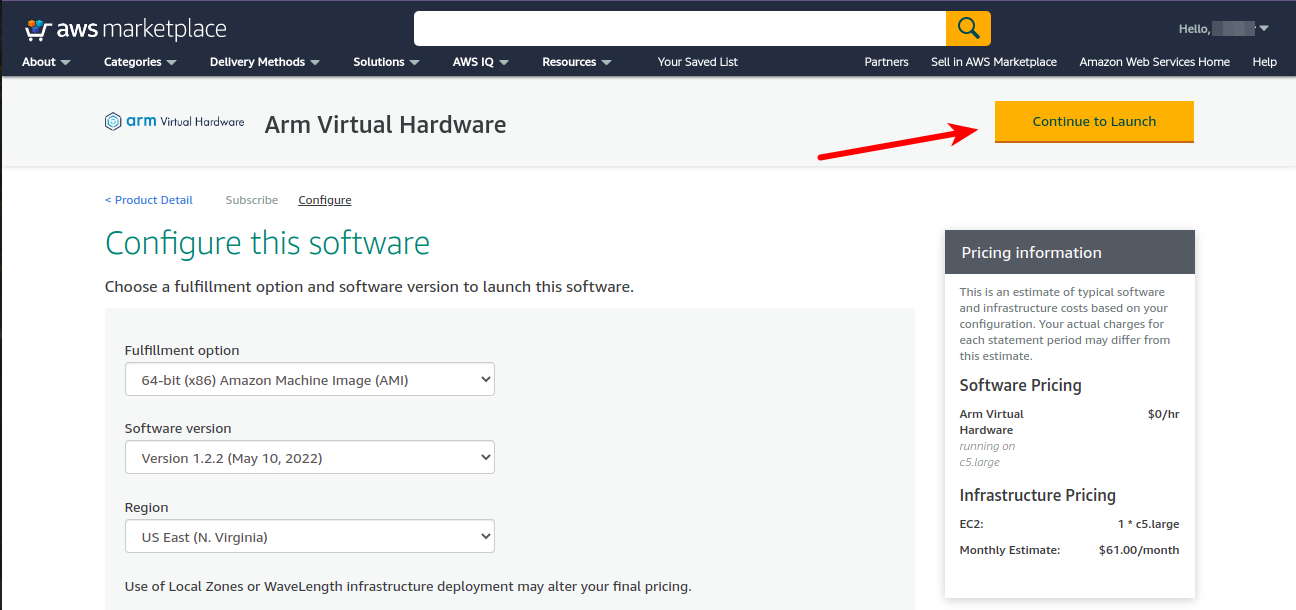 aws marketplace
Hello,
About
Categories
Delivery Methods
Solutions
AWS IQ
Resources
Your Saved List
Partners
Sell in AWS Marketplace
Amazon Web Services Home
Help
arm Virtual Hardware
Arm Virtual Hardware
Continue to Launch
< Product Detail
Subscribe
Configure
Configure this software
Choose a fulfillment option and software version to launch this software.
Fulfillment option
64-bit (x86) Amazon Machine Image (AMI)
Software version
Version 1.2.2 (May 10, 2022)
Region
US East (N. Virginia)
Use of Local Zones or WaveLength infrastructure deployment may alter your final pricing.
Pricing information
This is an estimate of typical software
and infrastructure costs based on your
configuration. Your actual charges for
each statement period may differ from
this estimate.
Software Pricing
Arm Virtual $0/hr
Hardware
running on
c5.large
Infrastructure Pricing
EC2: 1 * c5.large
Monthly Estimate: $61.00/month